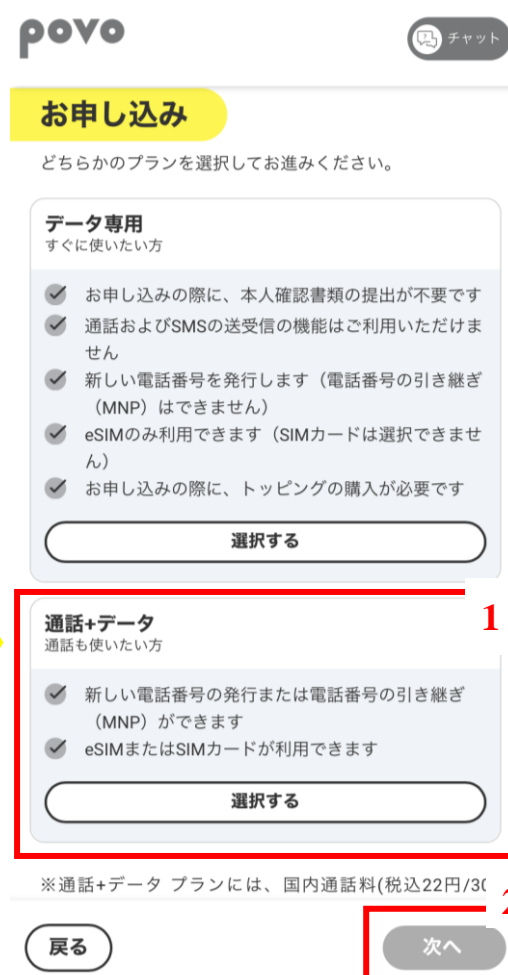 povo
チャット
お申し込み
どちらかのプランを選択してお進みください。
データ専用
すぐに使いたい方
お申し込みの際に、本人確認書類の提出が不要です
通話およびSMSの送受信の機能はご利用いただけま
せん
新しい電話番号を発行します（電話番号の引き継ぎ
（MNP）はできません）
eSIMのみ利用できます（SIMカードは選択できませ
ん）
お申し込みの際に、トッピングの購入が必要です
選択する
1
通話+データ
通話も使いたい方
新しい電話番号の発行または電話番号の引き継ぎ
（MNP）ができます
eSIMまたはSIMカードが利用できます
選択する
※通話+データ プランには、国内通話料(税込22円/30
戻る
次へ